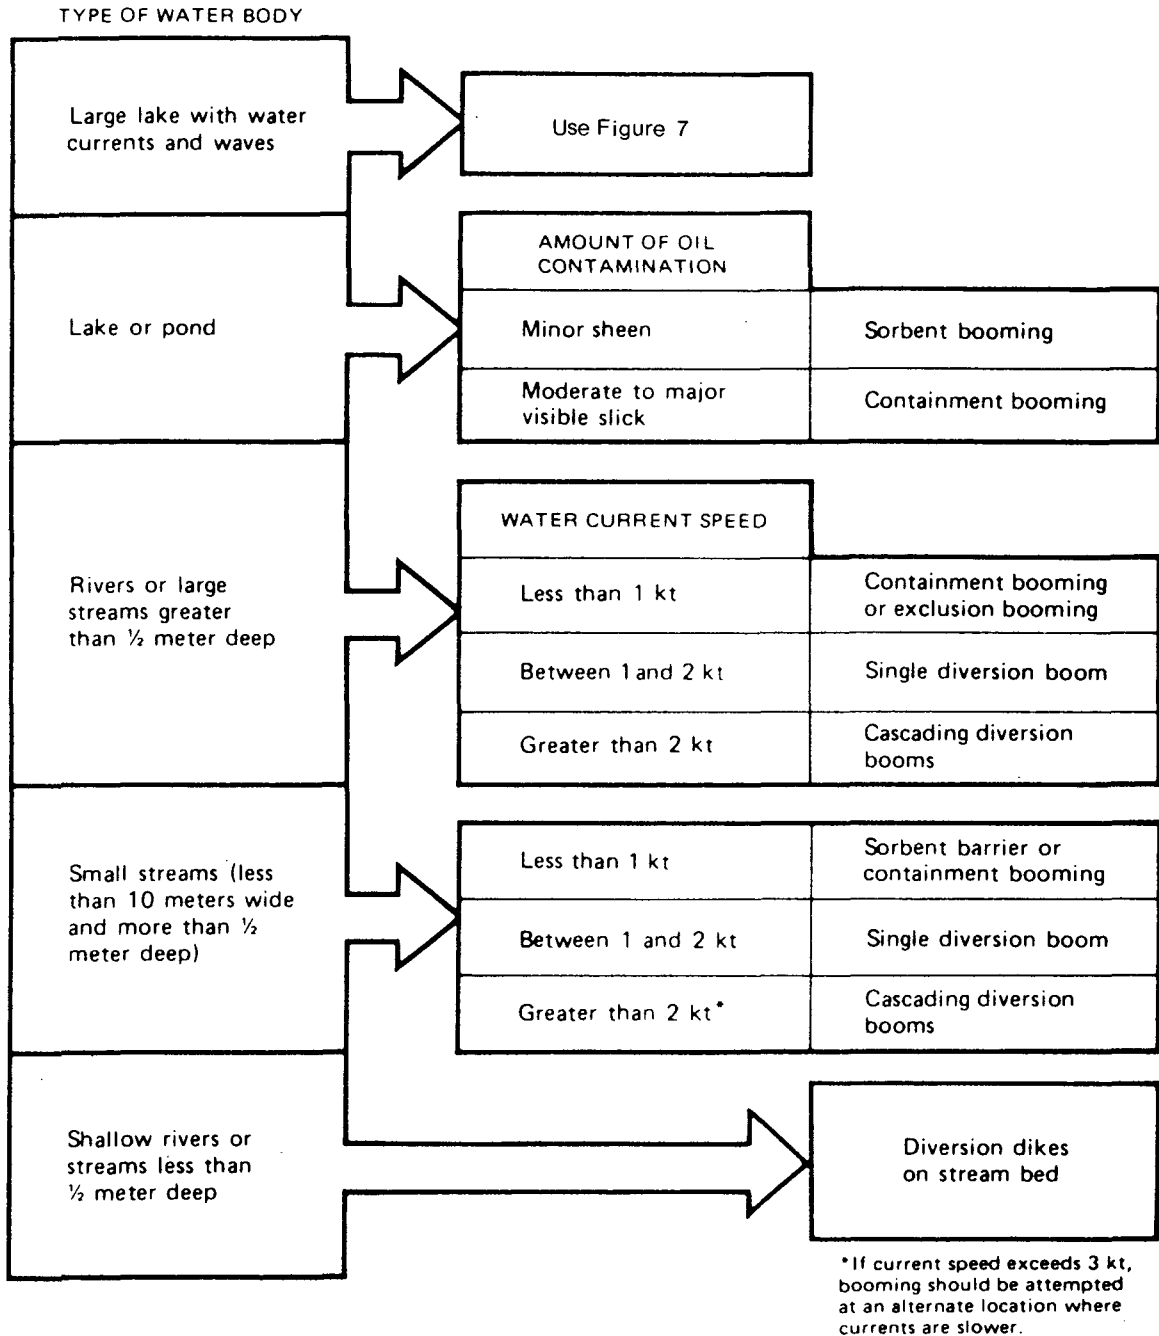 TYPE OF WATER BODY
Large lake with water
currents and waves
Use Figure 7
Lake or pond
AMOUNT OF OIL
CONTAMINATION
Minor sheen
Sorbent booming
Moderate to major
visible slick
Containment booming
Rivers or large
streams greater
than ½ meter deep
WATER CURRENT SPEED
Less than 1 kt
Containment booming
or exclusion booming
Between 1 and 2 kt
Single diversion boom
Greater than 2 kt
Cascading diversion
booms
Small streams (less
than 10 meters wide
and more than ½
meter deep)
Less than 1 kt
Sorbent barrier or
containment booming
Between 1 and 2 kt
Single diversion boom
Greater than 2 kt*
Cascading diversion
booms
Shallow rivers or
streams less than
½ meter deep
Diversion dikes
on stream bed
*If current speed exceeds 3 kt,
booming should be attempted
at an alternate location where
currents are slower.